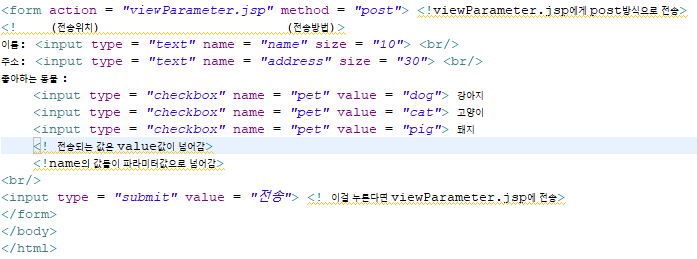 <form action = "viewParameter.jsp" method = "post"> <!viewParameter.jsp에게 post방식으로 전송>
<! (전송위치) (전송방법)>
이름: <input type = "text" name = "name" size = "10"> <br/>
주소: <input type = "text" name = "address" size = "30"> <br/>
좋아하는 동물 :
<input type = "checkbox" name = "pet" value = "dog"> 강아지
<input type = "checkbox" name = "pet" value = "cat"> 고양이
<input type = "checkbox" name = "pet" value = "pig"> 돼지
<! 전송되는 값은 value값이 넘어감>
<!name의 값들이 파라미터값으로 넘어감>
<br/>
<input type = "submit" value = "전송"> <! 이걸 누른다면 viewParameter.jsp에 전송>
</form>
</body>
</html>